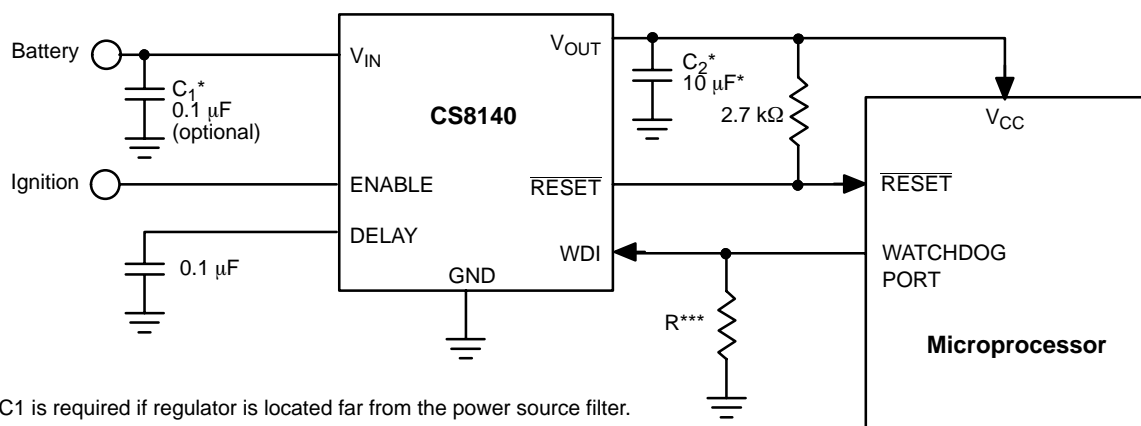 Battery
V_IN
C_1*
0.1 μF
(optional)
CS8140
V_OUT
C_2*
10 μF*
2.7 kΩ
V_CC
Ignition
ENABLE
RESET
RESET
DELAY
0.1 μF
WDI
WATCHDOG
PORT
GND
R***
Microprocessor
C1 is required if regulator is located far from the power source filter.